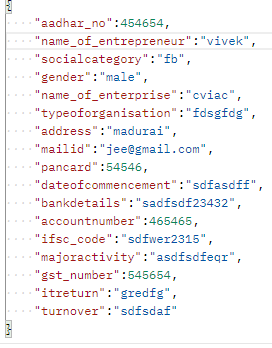 {
"aadhar_no":454654,
"name_of_entrepreneur":"vivek",
"socialcategory":"fb",
"gender":"male",
"name_of_enterprise":"cviac",
"typeoforganisation":"fdsgfdg",
"address":"madurai",
"mailid":"jee@gmail.com",
"pancard":54546,
"dateofcommencement":"sdfasdff",
"bankdetails":"sadfsdf23432",
"accountnumber":465465,
"ifsc_code":"sdfwer2315",
"majoractivity":"asdfsdfeqr",
"gst_number":545654,
"itreturn":"gredfg",
"turnover":"sdfsdaf"
}